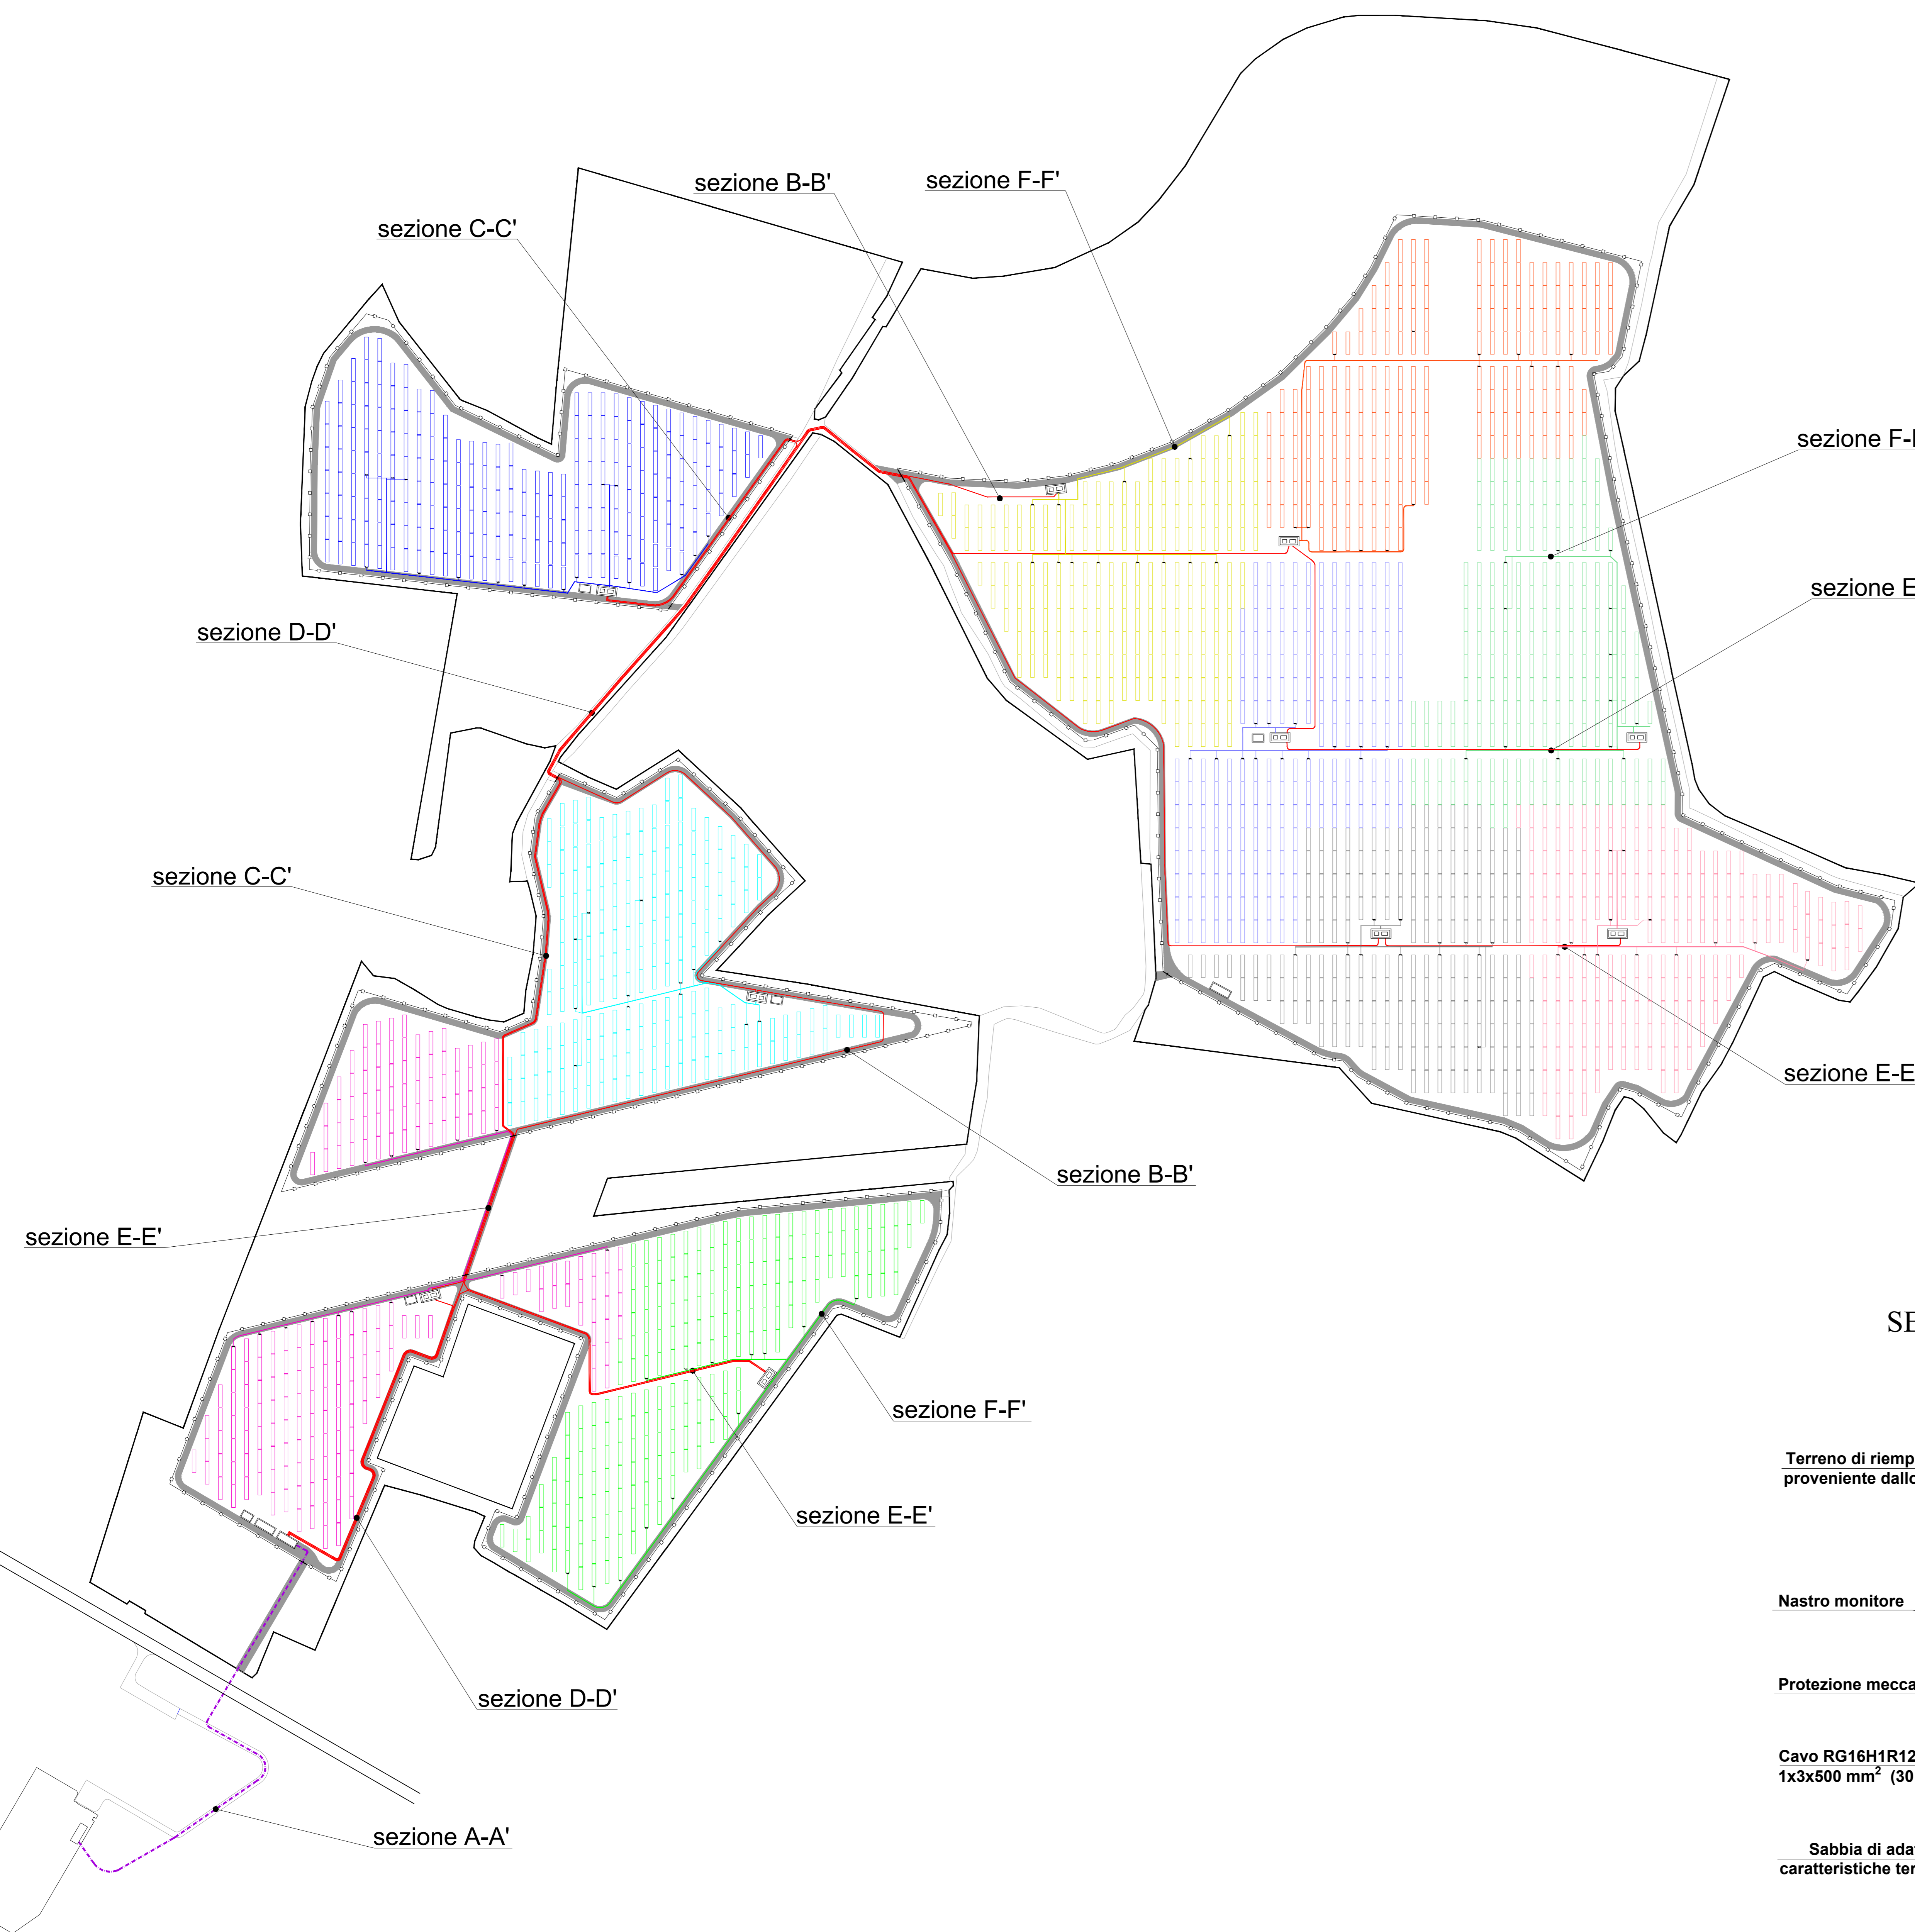 sezione B-B'
sezione F-F'
sezione C-C'
sezione F-
sezione E
sezione D-D'
sezione C-C'
sezione E-E
sezione B-B'
sezione E-E'
SE
sezione F-F'
Terreno di riemp
proveniente dallo
sezione E-E'
Nastro monitore
Protezione mecca
sezione D-D'
Cavo RG16H1R12
1x3x500 mm² (30
sezione A-A'
Sabbia di ada
caratteristiche ter